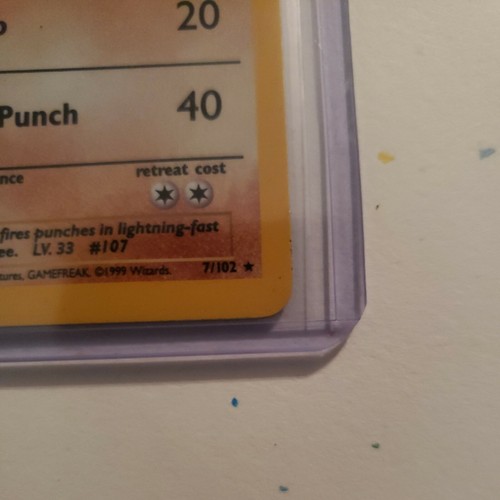 20
Punch 40
nce retreat cost
fires punches in lightning-fast
ee. LV. 33 #107
tures, GAMEFREAK. ©1999 Wizards. 7/102 ★